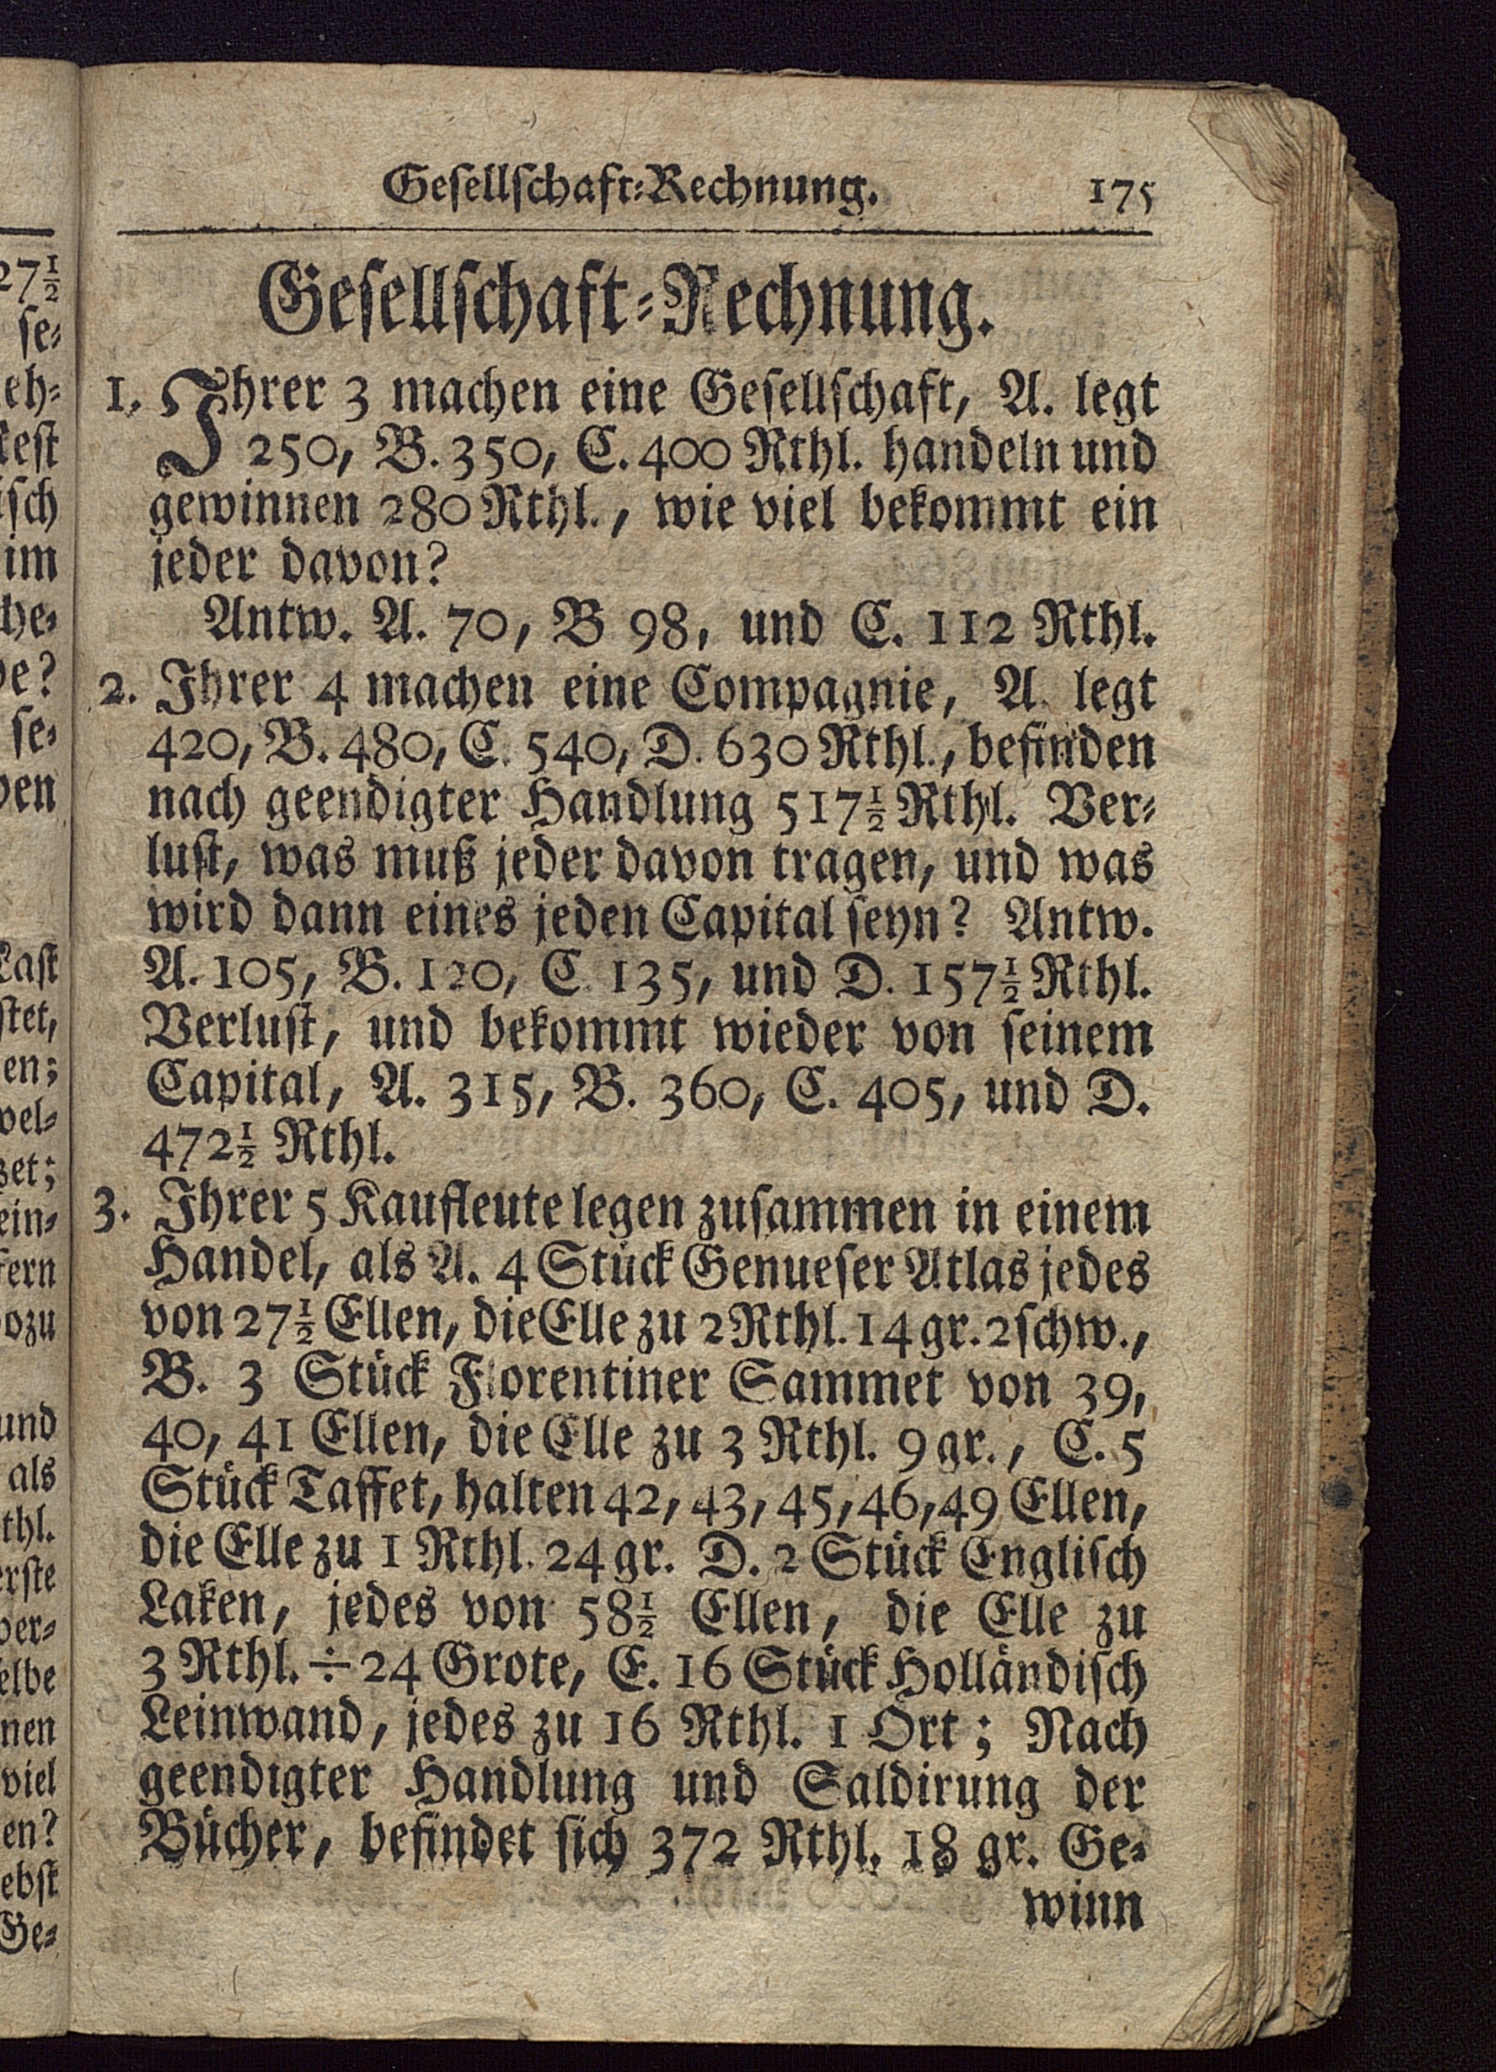 Gesellschaft=Rechnung. 175
Gesellschaft=Rechnung.
1. Ihrer 3 machen eine Gesellschaft, A. legt
250, B. 350, C. 400 Rthl. handeln und
gewinnen 280 Rthl., wie viel bekommt ein
jeder davon?
Antw. A. 70, B 98, und C. 112 Rthl.
2. Ihrer 4 machen eine Compagnie, A. legt
420, B. 480, C. 540, D. 630 Rthl., befinden
nach geendigter Handlung 517½ Rthl. Ver=
lust, was muß jeder davon tragen, und was
wird dann eines jeden Capital seyn? Antw.
A. 105, B. 120, C. 135, und D. 157½ Rthl.
Verlust, und bekommt wieder von seinem
Capital, A. 315, B. 360, C. 405, und D.
472½ Rthl.
3. Ihrer 5 Kaufleute legen zusammen in einem
Handel, als A. 4 Stück Genueser Atlas jedes
von 27½ Ellen, die Elle zu 2 Rthl. 14 gr. 2 schw.,
B. 3 Stück Florentiner Sammet von 39,
40, 41 Ellen, die Elle zu 3 Rthl. 9 gr., C. 5
Stück Taffet, halten 42, 43, 45, 46, 49 Ellen,
die Elle zu 1 Rthl. 24 gr. D. 2 Stück Englisch
Laken, jedes von 58½ Ellen, die Elle zu
3 Rthl. ÷ 24 Grote, E. 16 Stück Holländisch
Leinwand, jedes zu 16 Rthl. 1 Ort; Nach
geendigter Handlung und Saldirung der
Bücher, befindet sich 372 Rthl. 18 gr. Ge=
winn